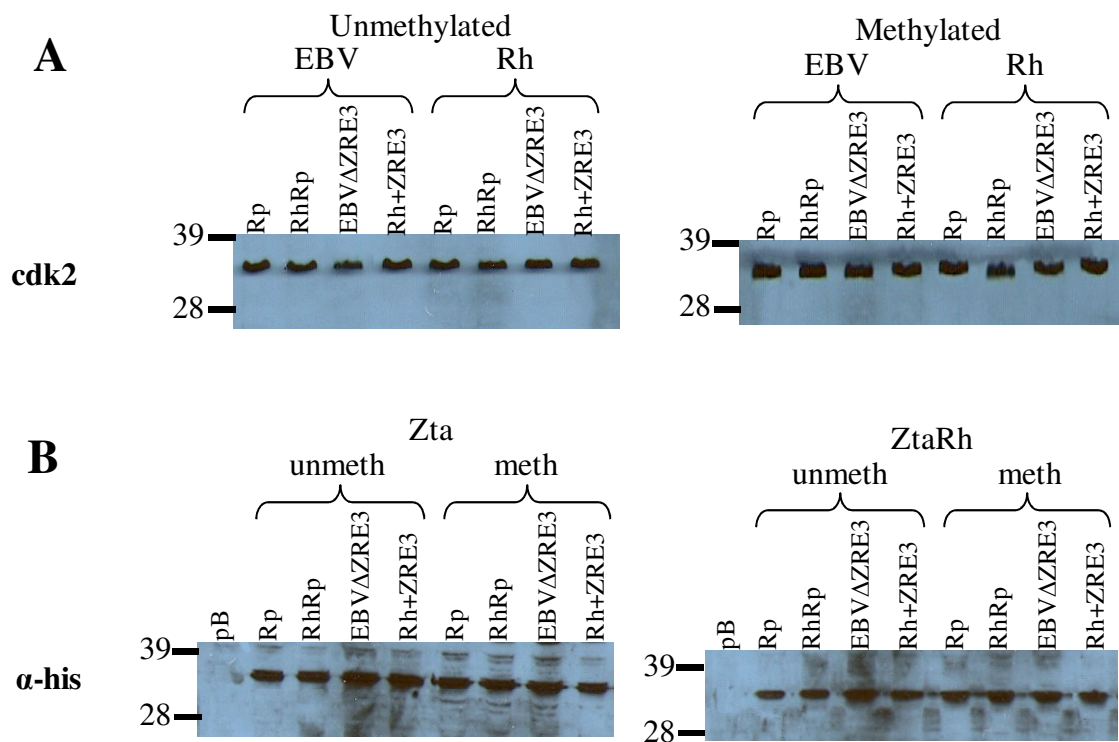 A
Unmethylated
EBV Rh
Rp RhRp EBVΔZRE3 Rh+ZRE3 Rp RhRp EBVΔZRE3 Rh+ZRE3
39
cdk2
28
Methylated
EBV Rh
Rp RhRp EBVΔZRE3 Rh+ZRE3 Rp RhRp EBVΔZRE3 Rh+ZRE3
39
28
B
Zta
unmeth meth
pB Rp RhRp EBVΔZRE3 Rh+ZRE3 Rp RhRp EBVΔZRE3 Rh+ZRE3
39
α-his
28
ZtaRh
unmeth meth
pB Rp RhRp EBVΔZRE3 Rh+ZRE3 Rp RhRp EBVΔZRE3 Rh+ZRE3
39
28